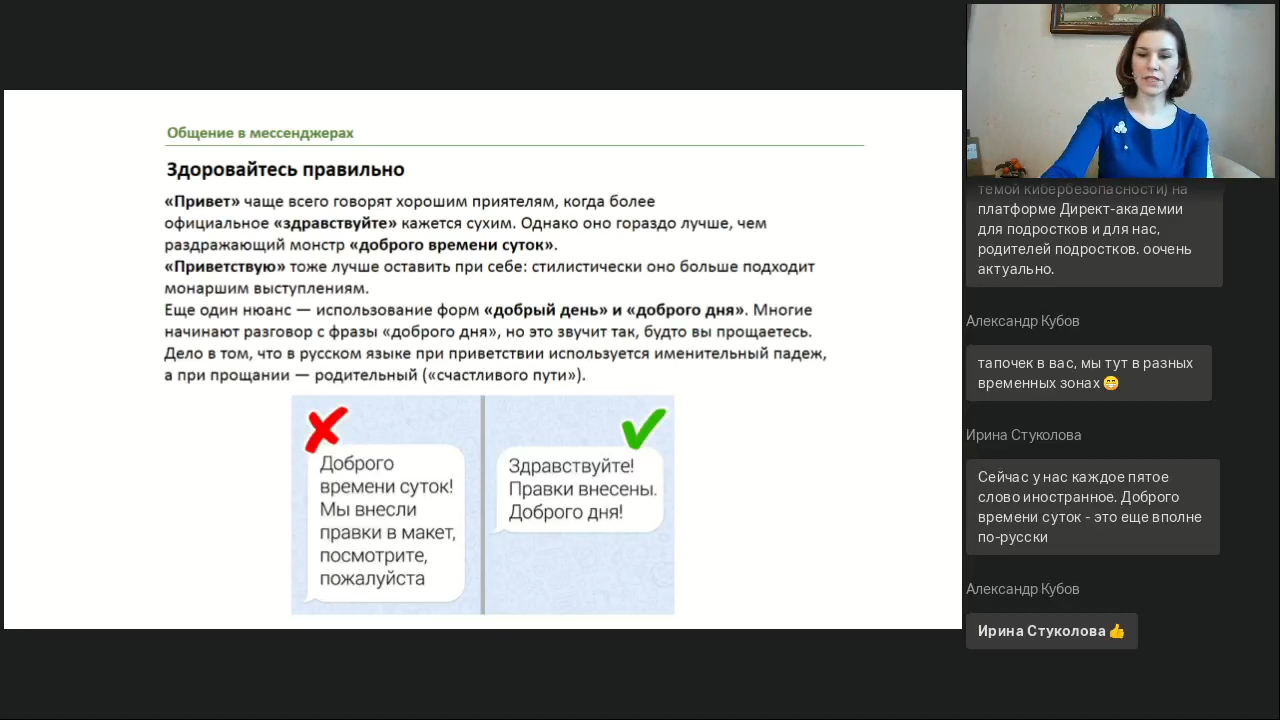 Общение в мессенджерах
Здоровайтесь правильно
«Привет» чаще всего говорят хорошим приятелям, когда более
официальное «здравствуйте» кажется сухим. Однако оно гораздо лучше, чем
раздражающий монстр «доброго времени суток».
«Приветствую» тоже лучше оставить при себе: стилистически оно больше подходит
монаршим выступлениям.
Еще один нюанс — использование форм «добрый день» и «доброго дня». Многие
начинают разговор с фразы «доброго дня», но это звучит так, будто вы прощаетесь.
Дело в том, что в русском языке при приветствии используется именительный падеж,
а при прощании — родительный («счастливого пути»).
Доброго
времени суток!
Мы внесли
правки в макет,
посмотрите,
пожалуйста
Здравствуйте!
Правки внесены.
Доброго дня!
темой кибербезопасности) на
платформе Директ-академии
для подростков и для нас,
родителей подростков. оочень
актуально.
Александр Кубов
тапочек в вас, мы тут в разных
временных зонах 😁
Ирина Стуколова
Сейчас у нас каждое пятое
слово иностранное. Доброго
времени суток - это еще вполне
по-русски
Александр Кубов
Ирина Стуколова 👍